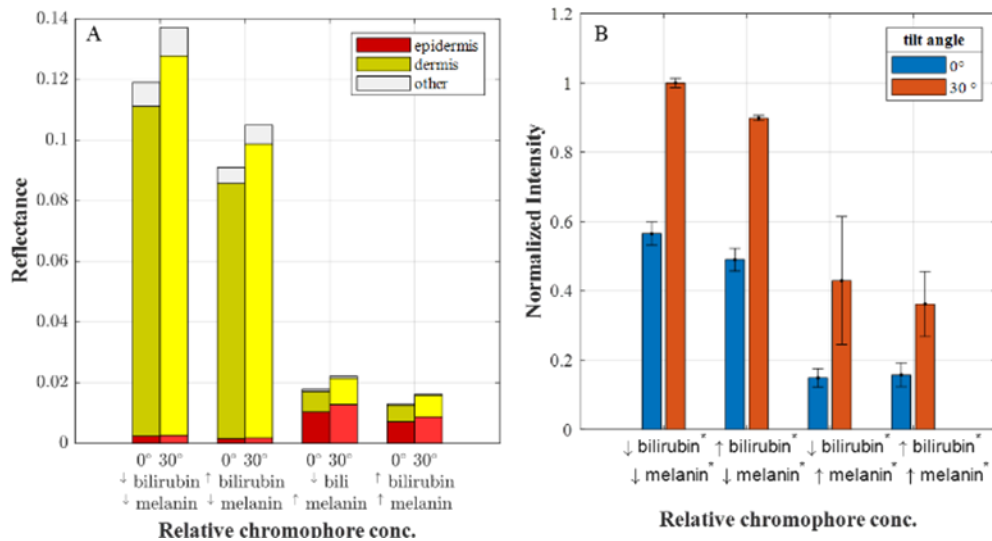 A
epidermis
dermis
other
0.14
0.12
0.1
0.08
0.06
0.04
0.02
0
Reflectance
0° 30° 0° 30° 0° 30° 0° 30°
↓ bilirubin ↑ bilirubin ↓ bili ↑ bilirubin
↓ melanin ↓ melanin ↑ melanin ↑ melanin
Relative chromophore conc.
B
tilt angle
0°
30 °
1.2
1
0.8
0.6
0.4
0.2
0
Normalized Intensity
↓ bilirubin* ↑ bilirubin* ↓ bilirubin* ↑ bilirubin*
↓ melanin* ↓ melanin* ↑ melanin* ↑ melanin*
Relative chromophore conc.